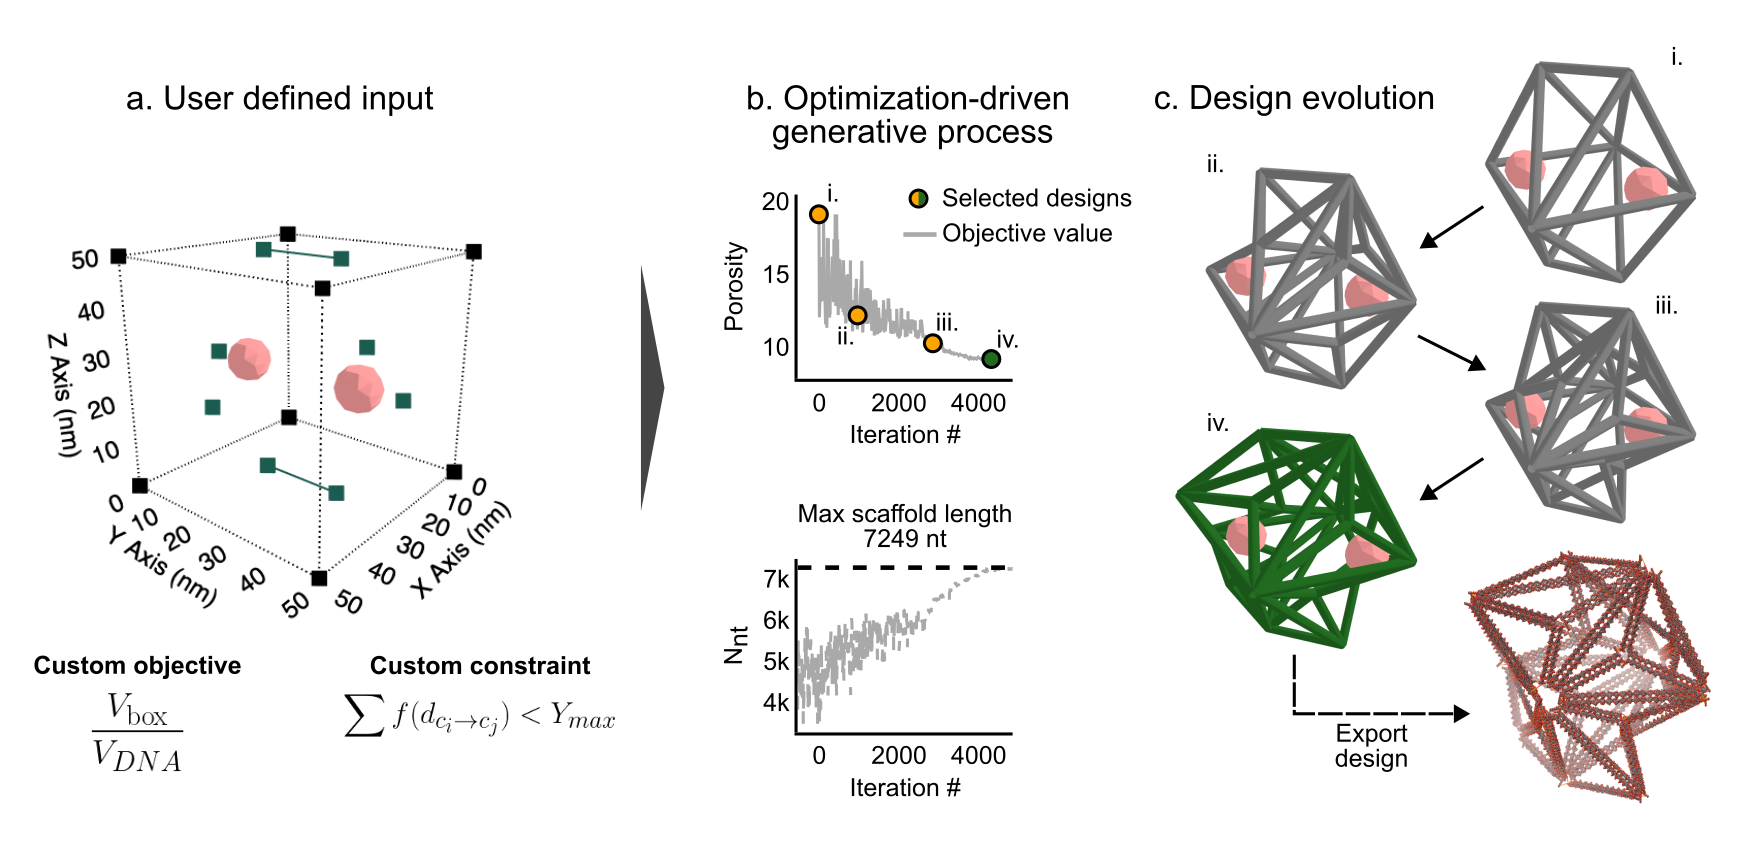 a. User defined input
50
40
30
20
10
Z Axis (nm)
0
10
20
30
40
50
Y Axis (nm)
0
10
20
30
40
50
X Axis (nm)
Custom objective
V_box
V_DNA
Custom constraint
∑ f(d_{c_i→c_j}) < Y_max
b. Optimization-driven
generative process
Selected designs
Objective value
20
15
10
Porosity
i.
ii.
iii.
iv.
0 2000 4000
Iteration #
Max scaffold length
7249 nt
7k
6k
5k
4k
N_nt
0 2000 4000
Iteration #
c. Design evolution
i.
ii.
iii.
iv.
Export
design